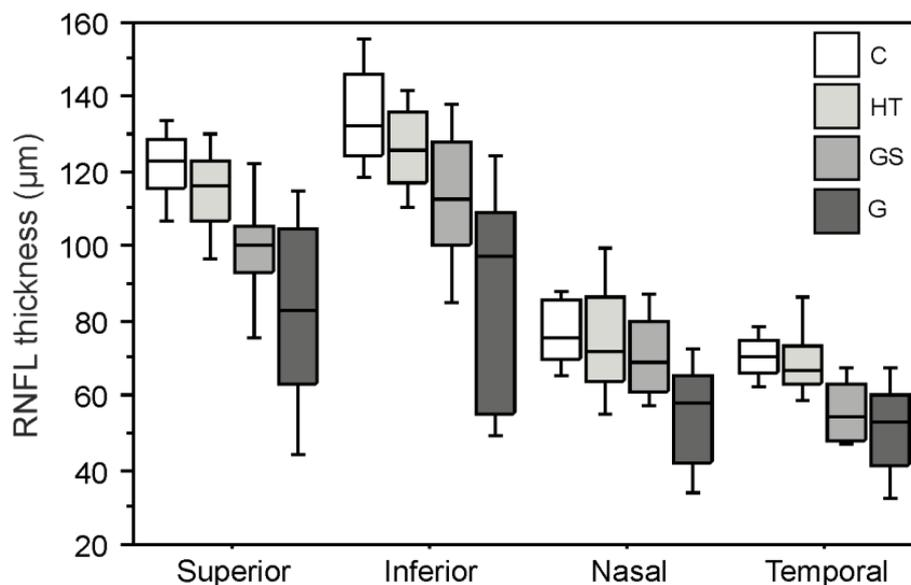 RNFL thickness (μm)
160
140
120
100
80
60
40
20
C
HT
GS
G
Superior Inferior Nasal Temporal